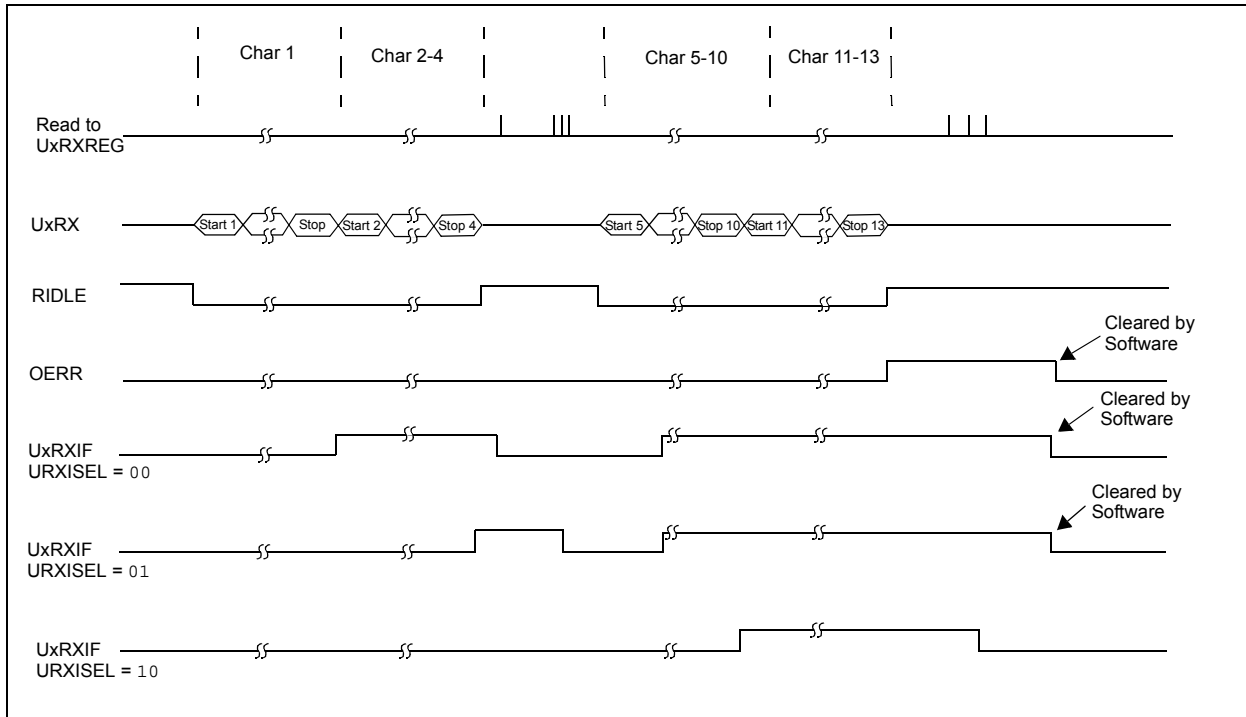 Char 1
Char 2-4
Char 5-10
Char 11-13
Read to
UxRXREG
UxRX
Start 1
Stop
Start 2
Stop 4
Start 5
Stop 10
Start 11
Stop 13
RIDLE
Cleared by
Software
OERR
Cleared by
Software
UxRXIF
URXISEL = 00
Cleared by
Software
UxRXIF
URXISEL = 01
UxRXIF
URXISEL = 10